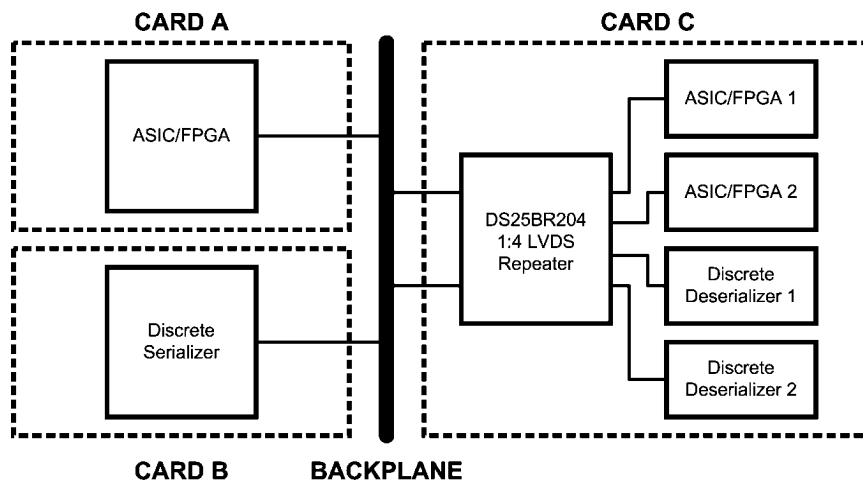 CARD A
CARD C
ASIC/FPGA
DS25BR204
1:4 LVDS
Repeater
ASIC/FPGA 1
ASIC/FPGA 2
Discrete
Deserializer 1
Discrete
Deserializer 2
Discrete
Serializer
CARD B
BACKPLANE